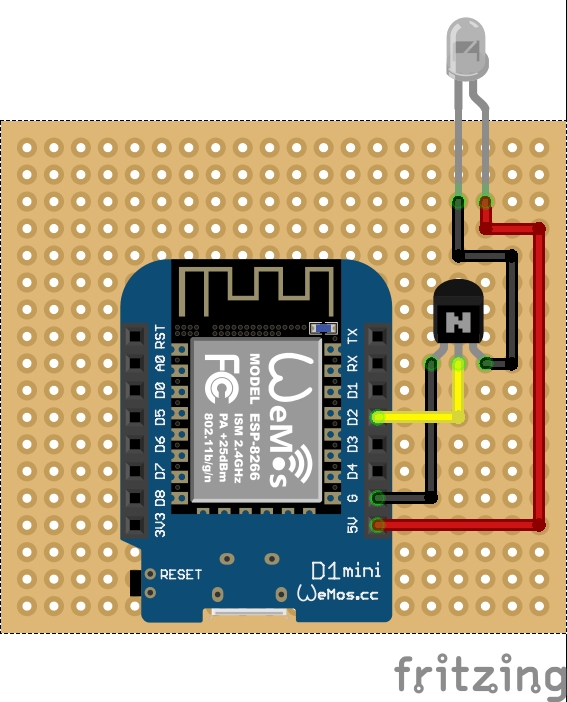 N
RST
TX
A0
RX
D0
D1
D5
D2
D6
D3
D7
D4
D8
G
3V3
5V
WeMos
MODEL ESP-8266
ISM 2.4GHz
PA +25dBm
802.11b/g/n
FC
RESET
D1mini
WeMos.cc
fritzing